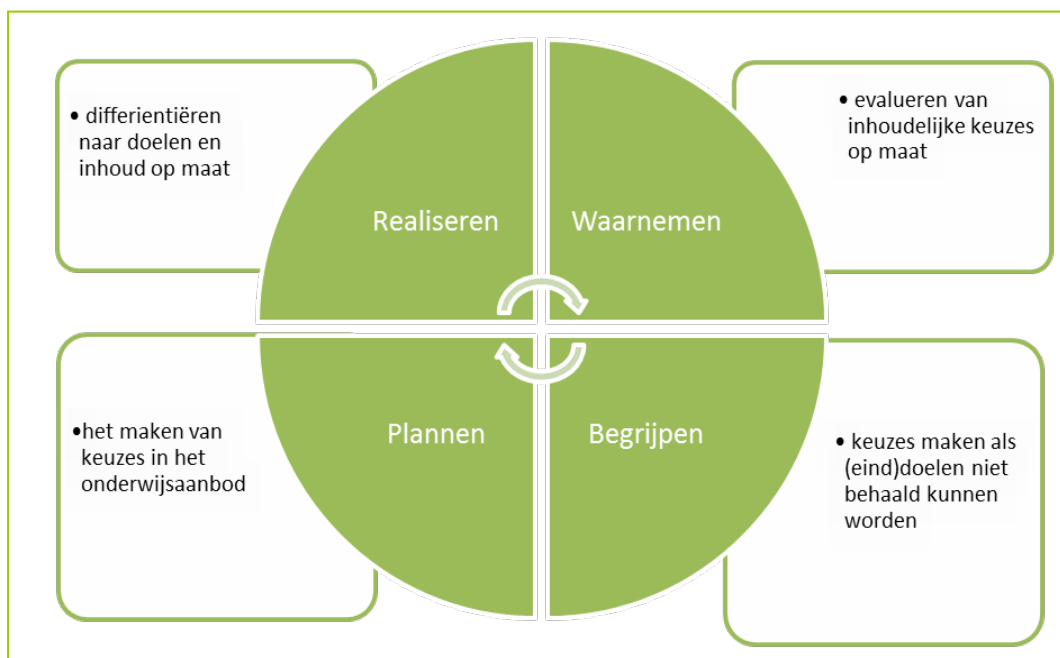 • differientiëren
naar doelen en
inhoud op maat
Realiseren
Waarnemen
• evalueren van
inhoudelijke keuzes
op maat
•het maken van
keuzes in het
onderwijsaanbod
Plannen
Begrijpen
• keuzes maken als
(eind)doelen niet
behaald kunnen
worden